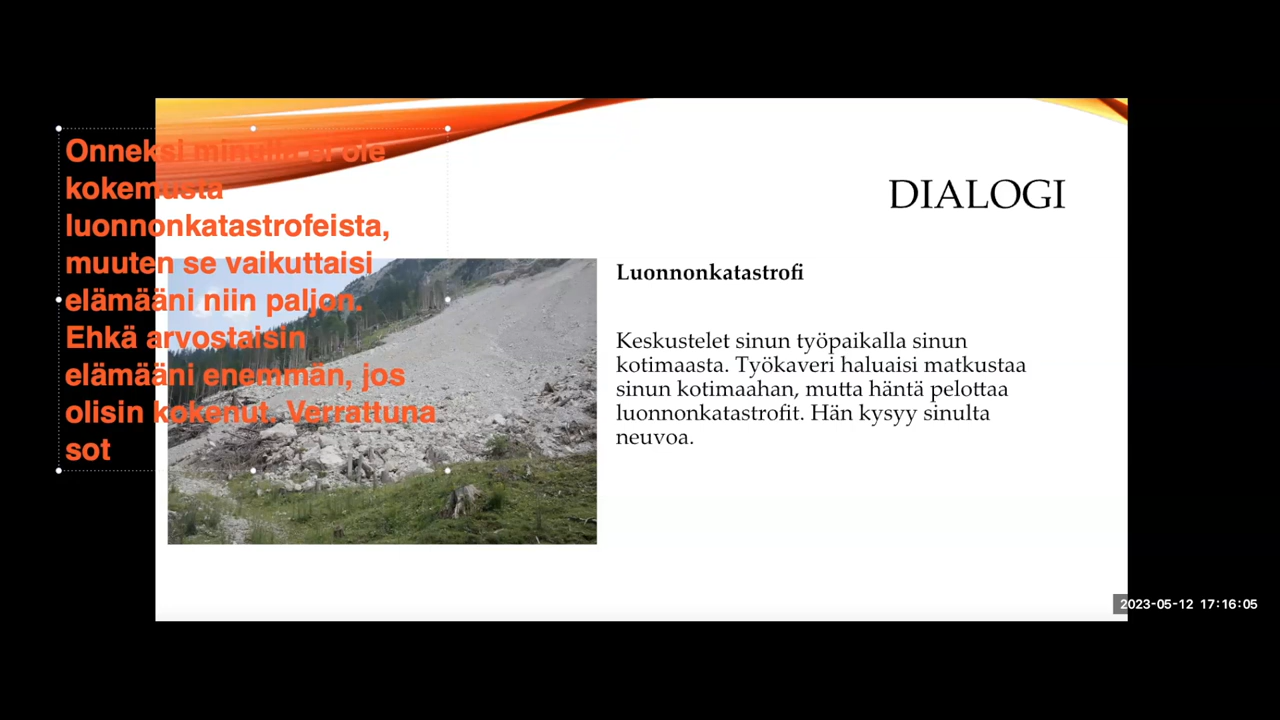 Onneksi minulla ei ole
kokemusta
luonnonkatastrofeista,
muuten se vaikuttaisi
elämääni niin paljon.
Ehkä arvostaisin
elämääni enemmän, jos
olisin kokenut. Verrattuna
sot
DIALOGI
Luonnonkatastrofi
Keskustelet sinun työpaikalla sinun
kotimaasta. Työkaveri haluaisi matkustaa
sinun kotimaahan, mutta häntä pelottaa
luonnonkatastrofit. Hän kysyy sinulta
neuvoa.
2023-05-12 17:16:05